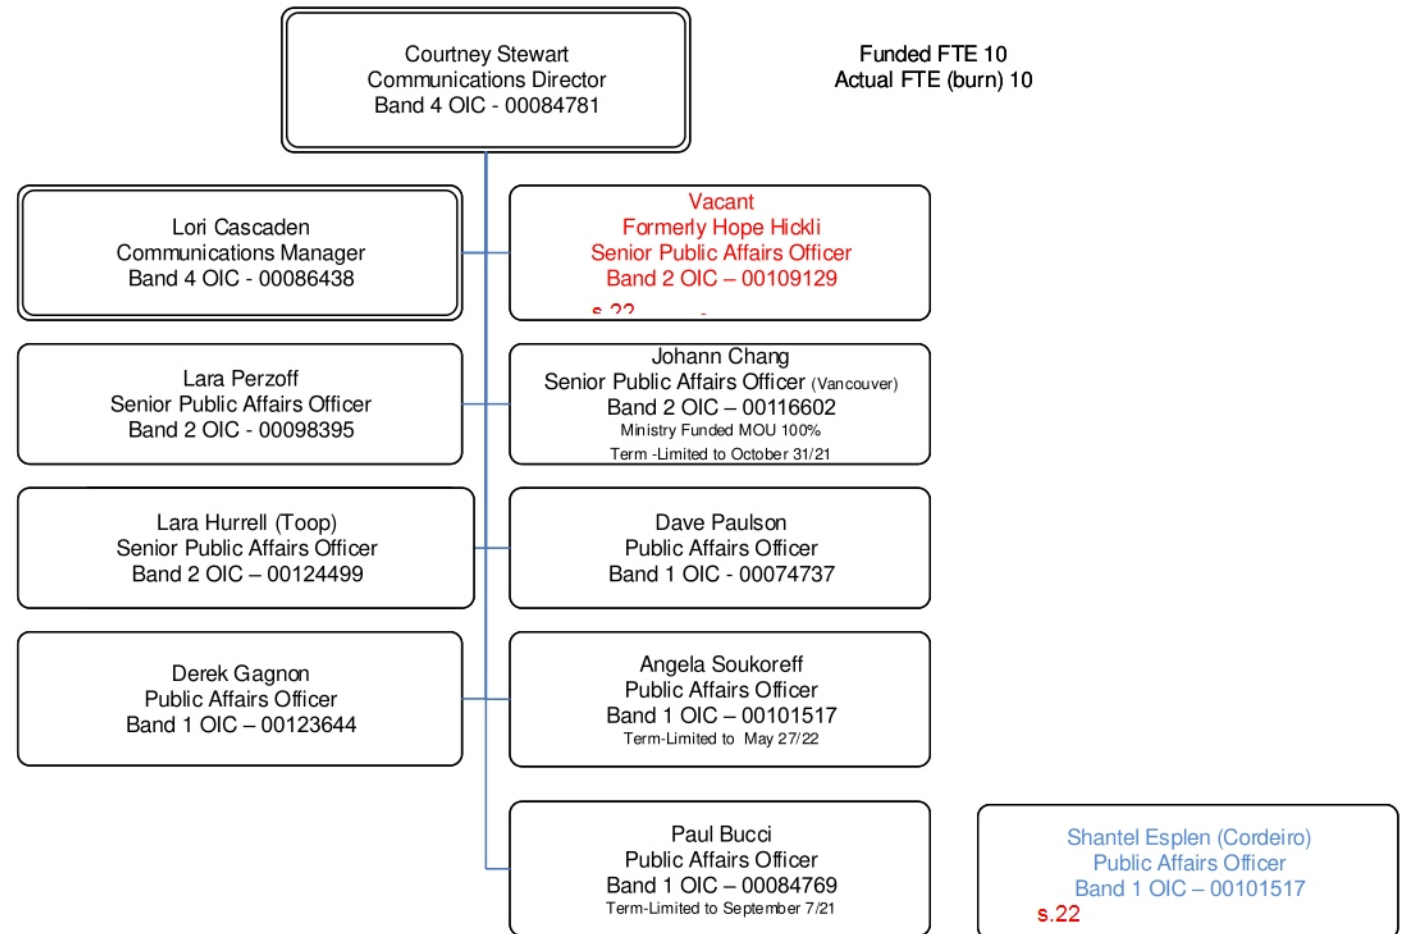 Courtney Stewart
Communications Director
Band 4 OIC - 00084781
Funded FTE 10
Actual FTE (burn) 10
Lori Cascaden
Communications Manager
Band 4 OIC - 00086438
Vacant
Formerly Hope Hickli
Senior Public Affairs Officer
Band 2 OIC – 00109129
s.22
Lara Perzoff
Senior Public Affairs Officer
Band 2 OIC - 00098395
Johann Chang
Senior Public Affairs Officer (Vancouver)
Band 2 OIC – 00116602
Ministry Funded MOU 100%
Term -Limited to October 31/21
Lara Hurrell (Toop)
Senior Public Affairs Officer
Band 2 OIC – 00124499
Dave Paulson
Public Affairs Officer
Band 1 OIC - 00074737
Derek Gagnon
Public Affairs Officer
Band 1 OIC – 00123644
Angela Soukoreff
Public Affairs Officer
Band 1 OIC – 00101517
Term-Limited to May 27/22
Paul Bucci
Public Affairs Officer
Band 1 OIC – 00084769
Term-Limited to September 7/21
Shantel Esplen (Cordeiro)
Public Affairs Officer
Band 1 OIC – 00101517
s.22